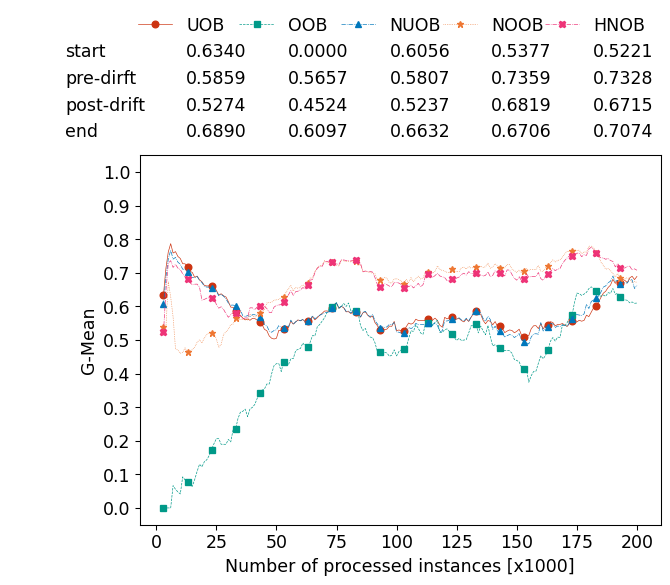 UOB OOB NUOB NOOB HNOB
start 0.6340 0.0000 0.6056 0.5377 0.5221
pre-dirft 0.5859 0.5657 0.5807 0.7359 0.7328
post-drift 0.5274 0.4524 0.5237 0.6819 0.6715
end 0.6890 0.6097 0.6632 0.6706 0.7074
1.0
0.9
0.8
0.7
0.6
0.5
0.4
0.3
0.2
0.1
0.0
G-Mean
0 25 50 75 100 125 150 175 200
Number of processed instances [x1000]